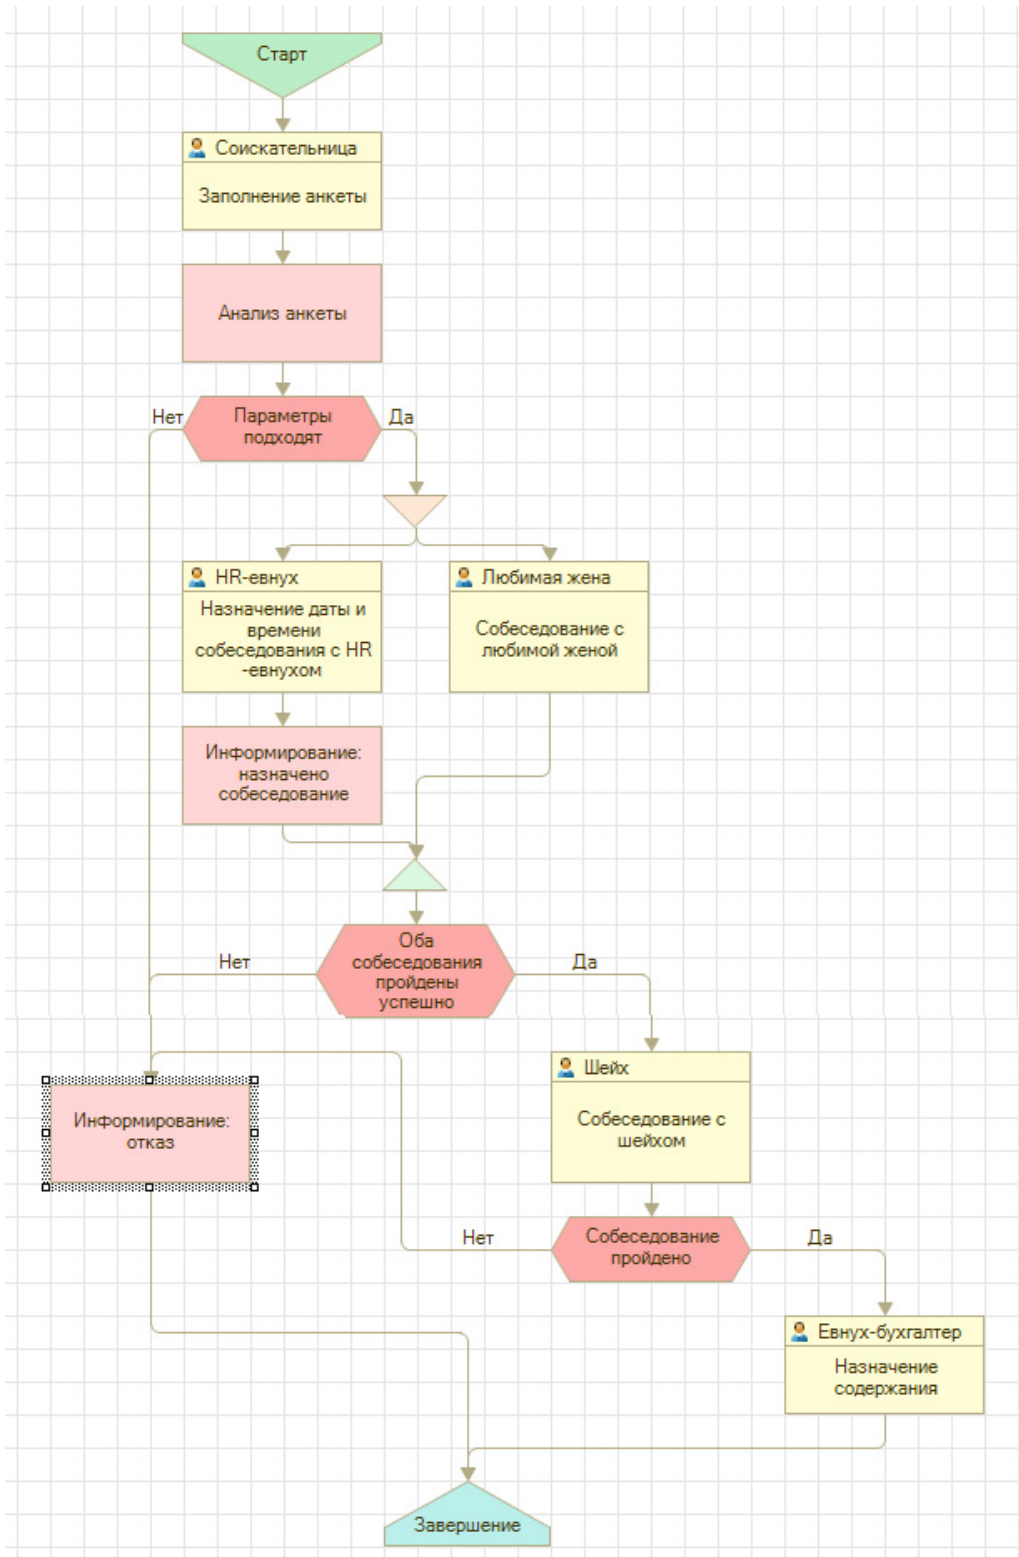 Старт
Соискательница
Заполнение анкеты
Анализ анкеты
Нет
Параметры
подходят
Да
HR-евнух
Назначение даты и
времени
собеседования с HR
-евнухом
Любимая жена
Собеседование с
любимой женой
Информирование:
назначено
собеседование
Нет
Оба
собеседования
пройдены
успешно
Да
Шейх
Собеседование с
шейхом
Информирование:
отказ
Нет
Собеседование
пройдено
Да
Евнух-бухгалтер
Назначение
содержания
Завершение